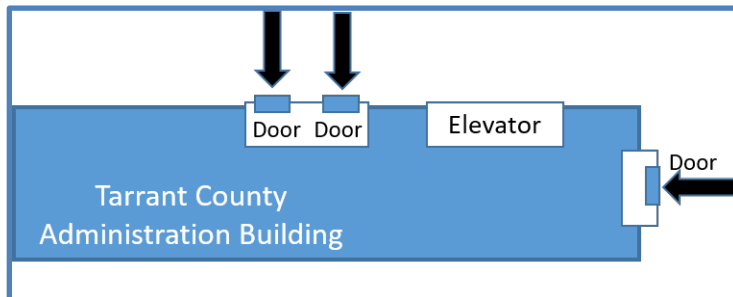 Door Door
Elevator
Door
Tarrant County
Administration Building